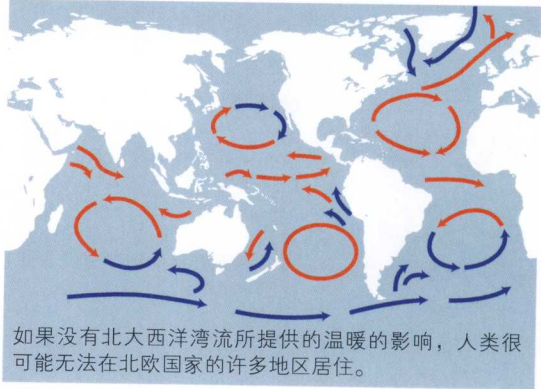 如果没有北大西洋湾流所提供的温暖的影响，人类很
可能无法在北欧国家的许多地区居住。